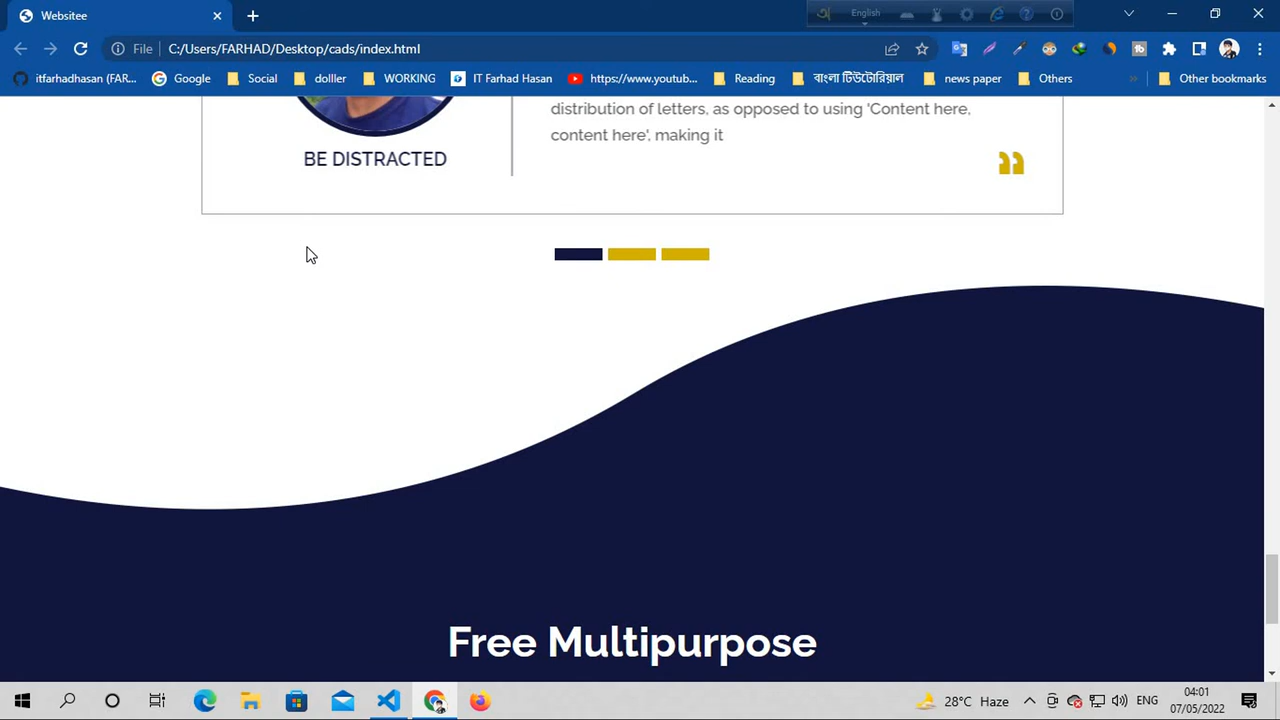 Websitee
English
File C:/Users/FARHAD/Desktop/cads/index.html
itfarhadhasan (FAR... Google Social dolller WORKING IT Farhad Hasan https://www.youtub... Reading বাংলা টিউটোরিয়াল news paper Others » Other bookmarks
distribution of letters, as opposed to using 'Content here,
content here', making it
BE DISTRACTED
Free Multipurpose
28°C Haze ENG 04:01
07/05/2022